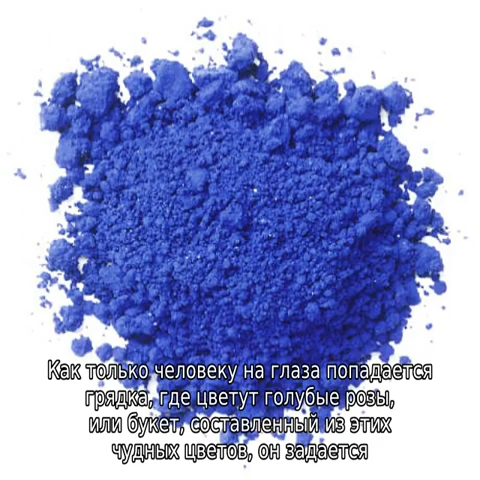 Как только человеку на глаза попадается
грядка, где цветут голубые розы,
или букет, составленный из этих
чудных цветов, он задается